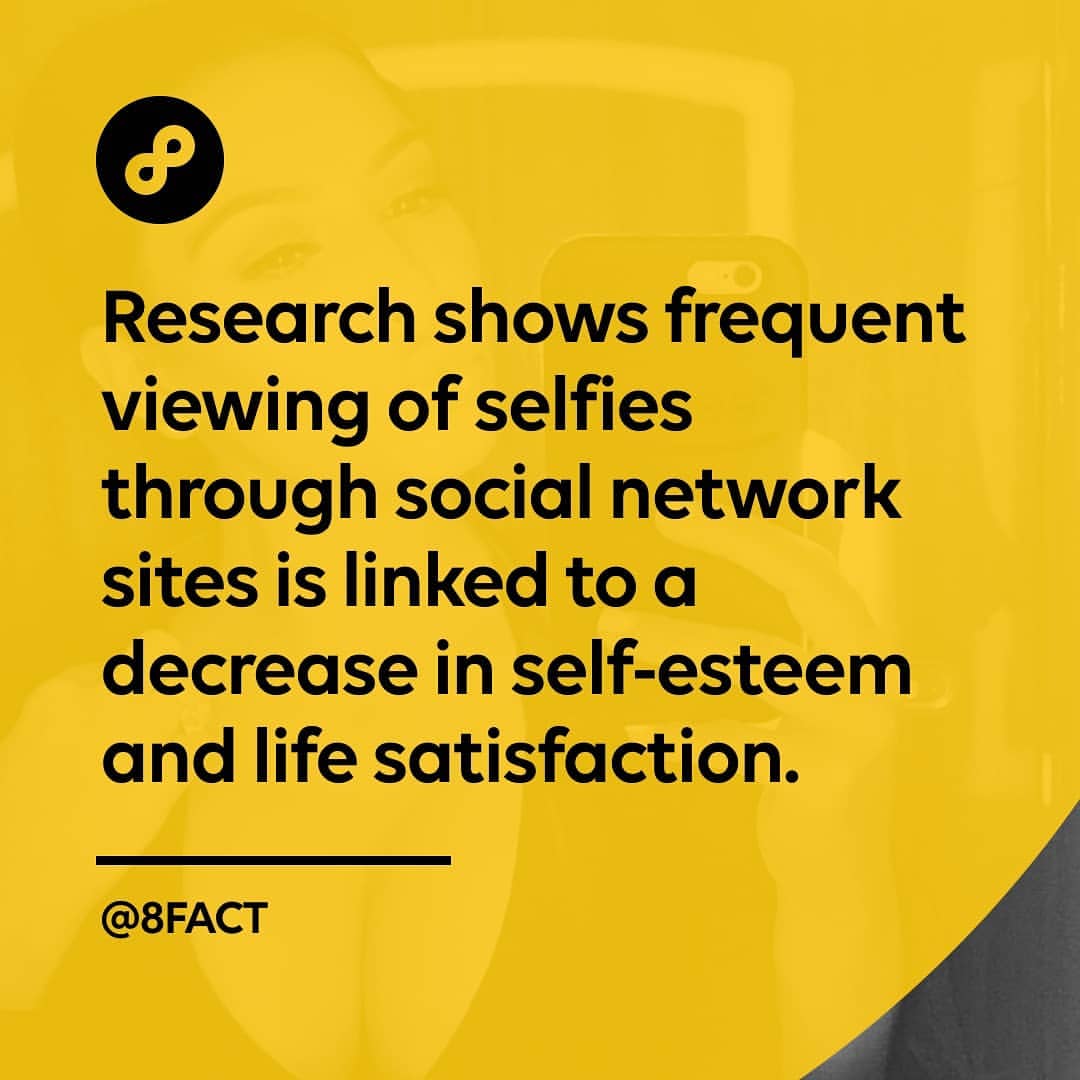 Research shows frequent
viewing of selfies
through social network
sites is linked to a
decrease in self-esteem
and life satisfaction.
@8FACT